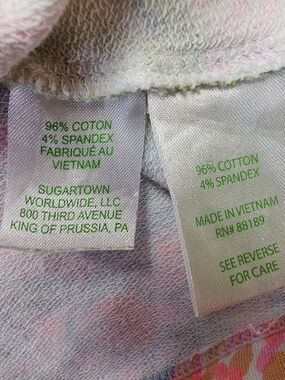 96% COTON
4% SPANDEX
FABRIQUÉ AU
VIETNAM
SUGARTOWN
WORLDWIDE, LLC
800 THIRD AVENUE
KING OF PRUSSIA, PA
96% COTTON
4% SPANDEX
MADE IN VIETNAM
RN# 88189
SEE REVERSE
FOR CARE